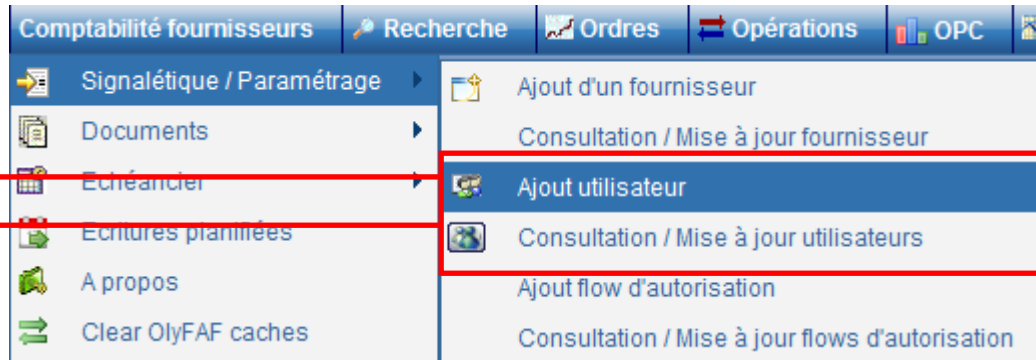 Comptabilité fournisseurs Recherche Ordres Opérations OPC
Signalétique / Paramétrage
Documents
Echéancier
Ecritures planifiées
A propos
Clear OlyFAF caches
Ajout d'un fournisseur
Consultation / Mise à jour fournisseur
Ajout utilisateur
Consultation / Mise à jour utilisateurs
Ajout flow d'autorisation
Consultation / Mise à jour flows d'autorisation